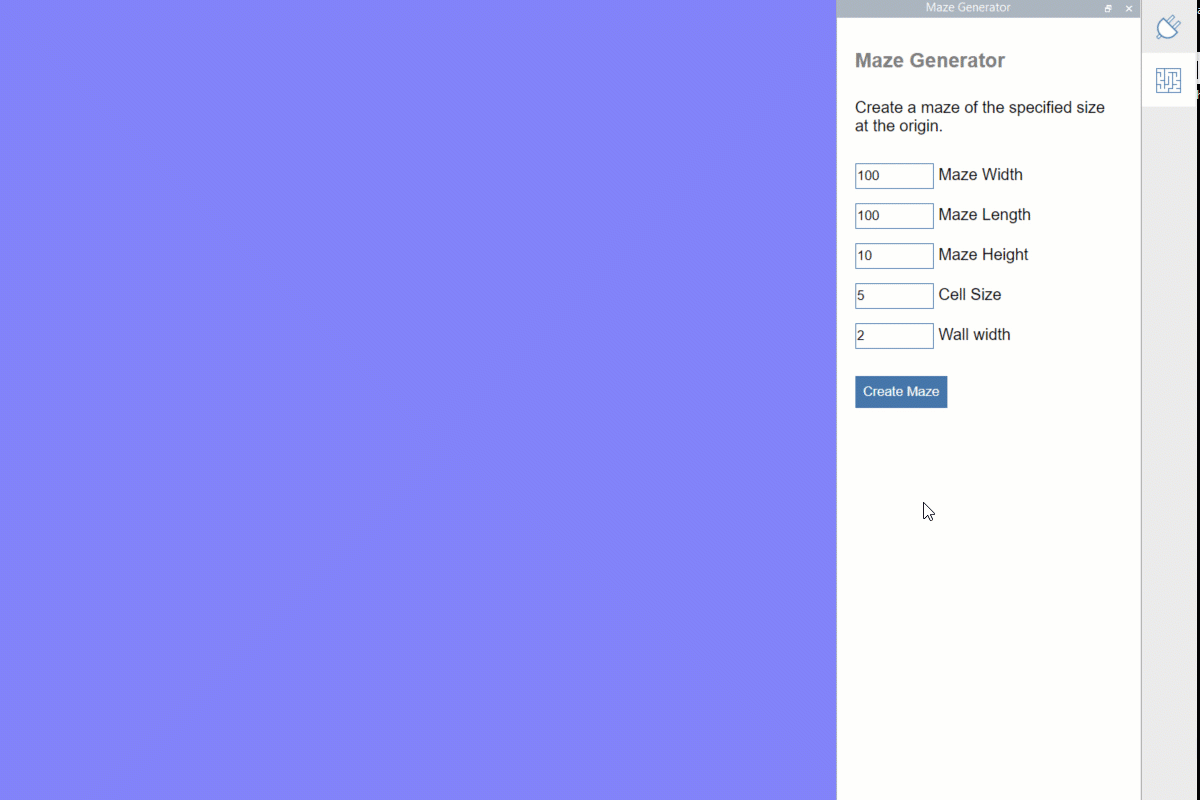 Maze Generator
Maze Generator
Create a maze of the specified size
at the origin.
100 Maze Width
100 Maze Length
10 Maze Height
5 Cell Size
2 Wall width
Create Maze